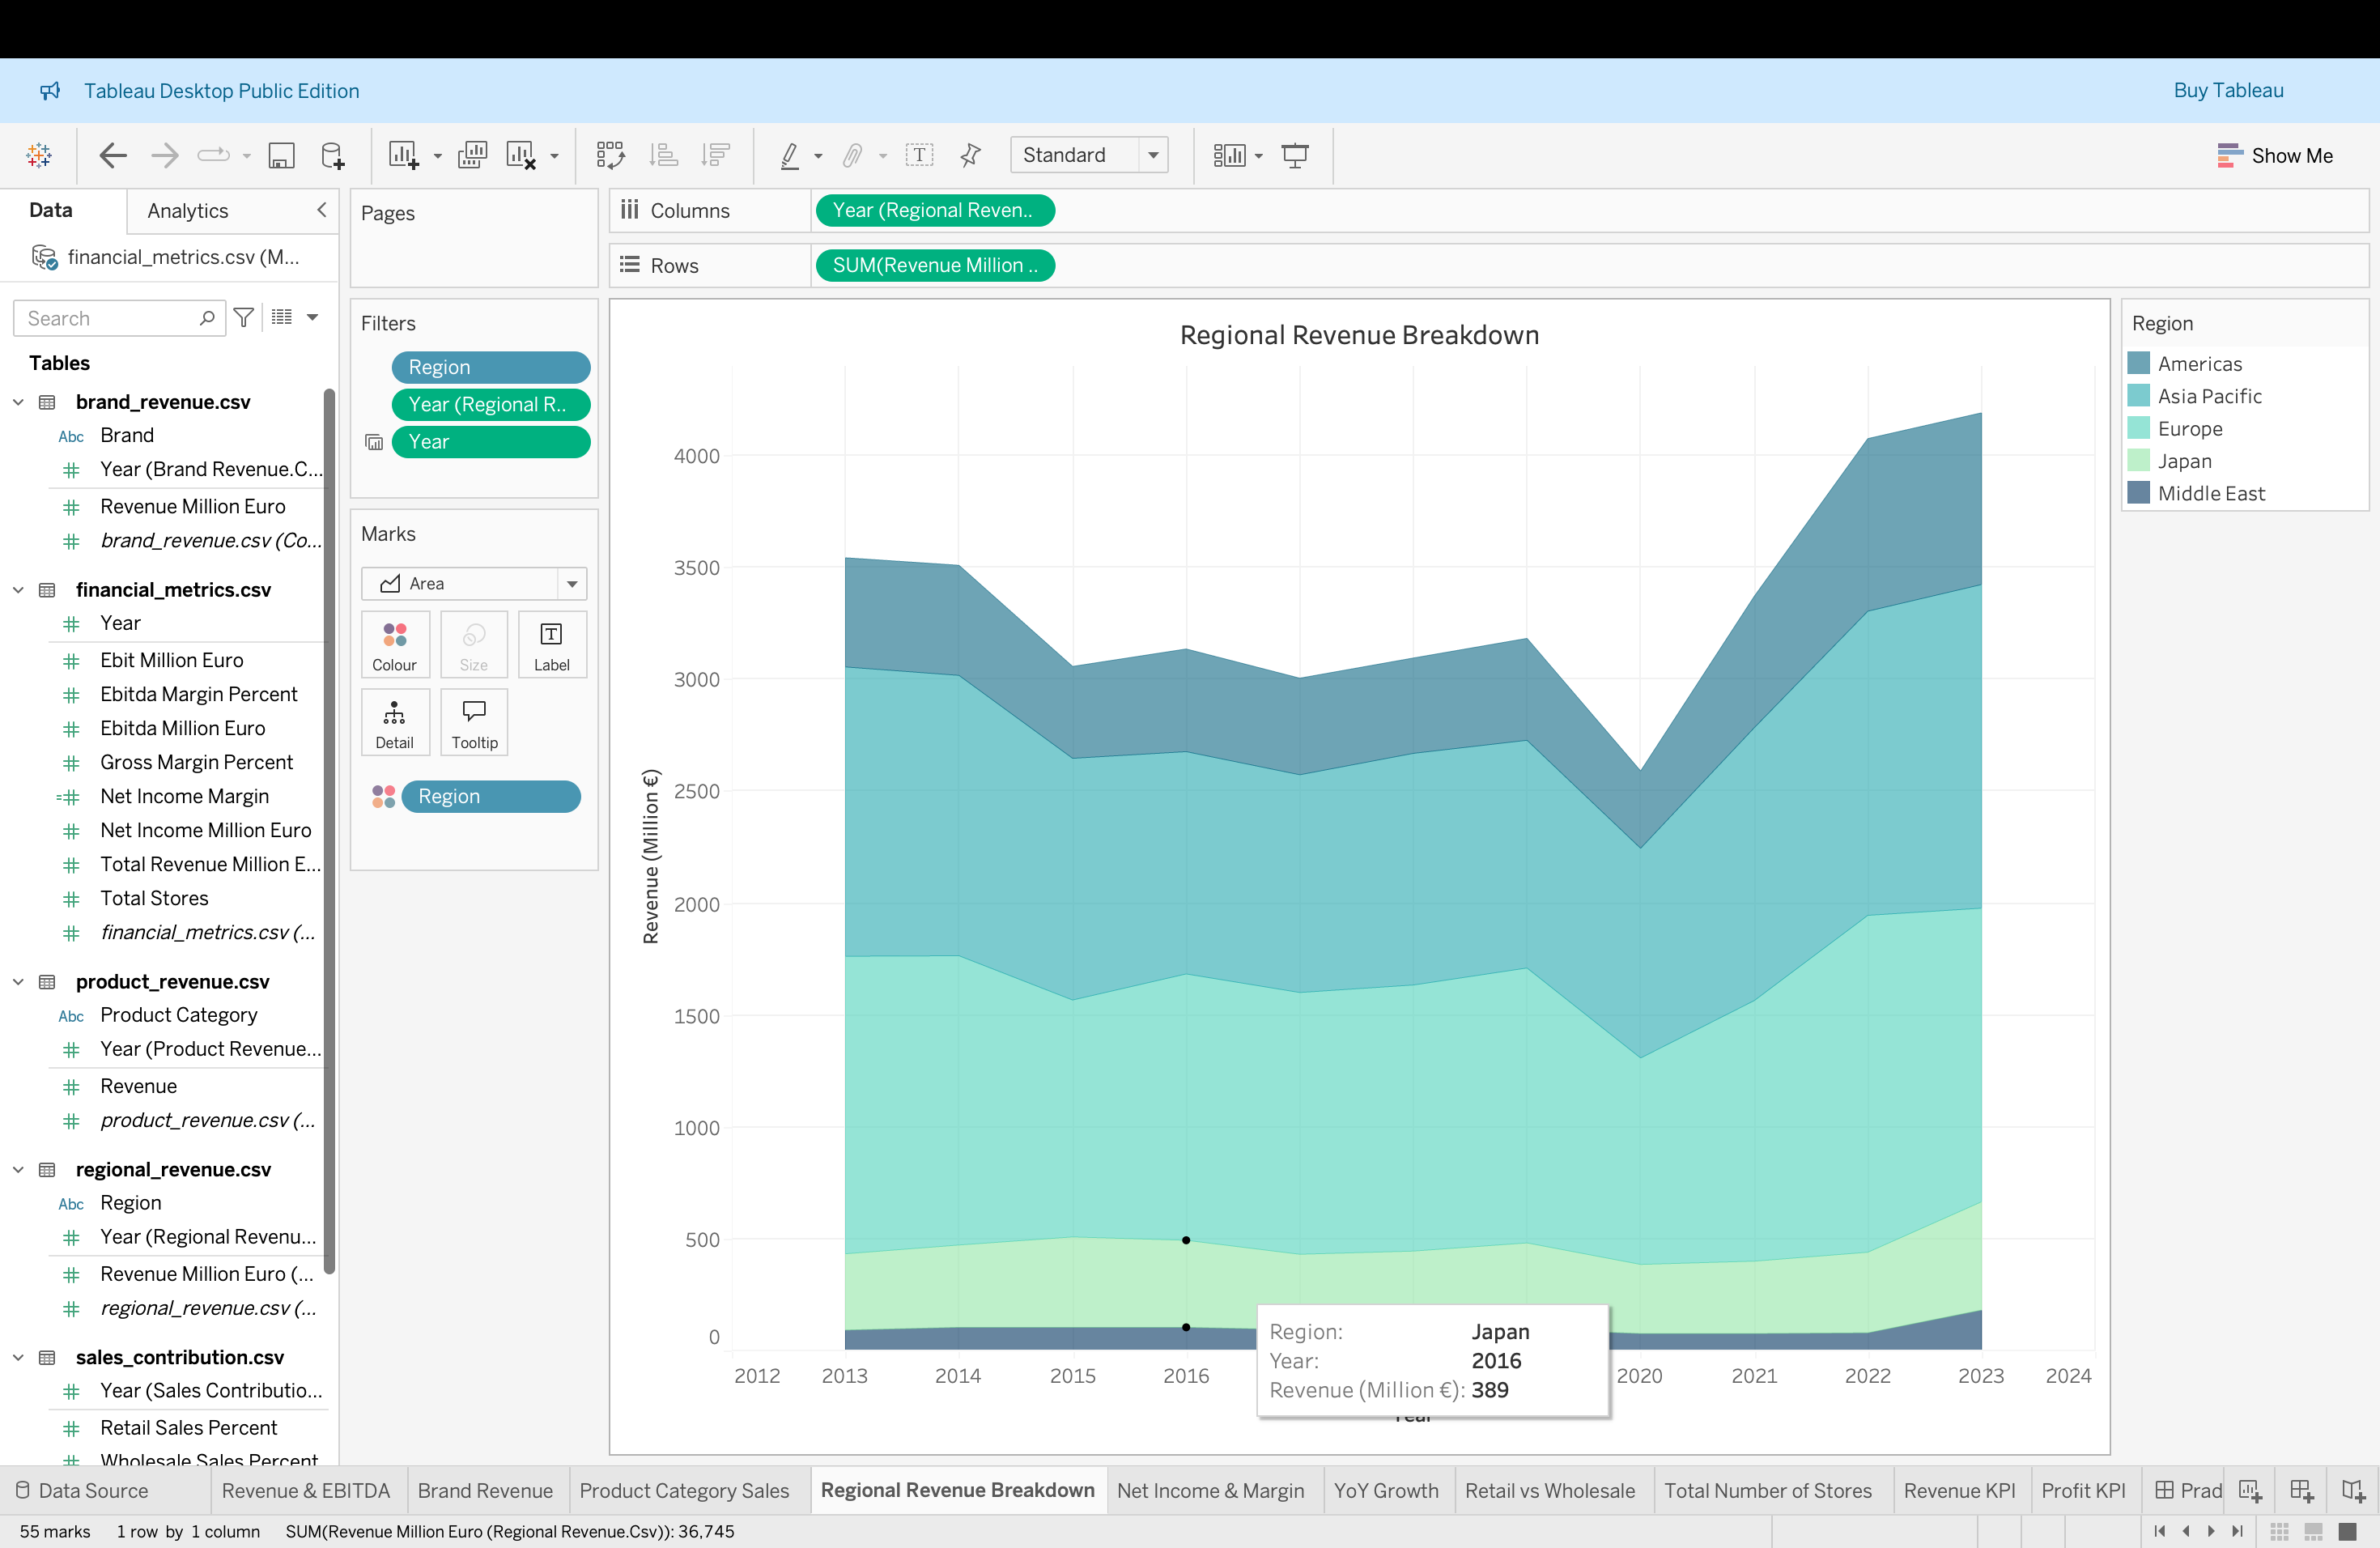 Tableau Desktop Public Edition
Buy Tableau
Standard
Show Me
Data
Analytics
financial_metrics.csv (M...
Search
Tables
brand_revenue.csv
Abc Brand
Year (Brand Revenue.C...
Revenue Million Euro
brand_revenue.csv (Co...
financial_metrics.csv
Year
Ebit Million Euro
Ebitda Margin Percent
Ebitda Million Euro
Gross Margin Percent
Net Income Margin
Net Income Million Euro
Total Revenue Million E...
Total Stores
financial_metrics.csv (...
product_revenue.csv
Abc Product Category
Year (Product Revenue...
Revenue
product_revenue.csv (...
regional_revenue.csv
Abc Region
Year (Regional Revenu...
Revenue Million Euro (...
regional_revenue.csv (...
sales_contribution.csv
Year (Sales Contributio...
Retail Sales Percent
Wholesale Sales Percent
Pages
Filters
Region
Year (Regional R..
Year
Marks
Area
Colour
Size
Label
Detail
Tooltip
Region
Columns
Year (Regional Reven..
Rows
SUM(Revenue Million ..
Regional Revenue Breakdown
Revenue (Million €)
4000
3500
3000
2500
2000
1500
1000
500
0
2012
2013
2014
2015
2016
2020
2021
2022
2023
2024
Year
Region: Japan
Year: 2016
Revenue (Million €): 389
Region
Americas
Asia Pacific
Europe
Japan
Middle East
Data Source
Revenue & EBITDA
Brand Revenue
Product Category Sales
Regional Revenue Breakdown
Net Income & Margin
YoY Growth
Retail vs Wholesale
Total Number of Stores
Revenue KPI
Profit KPI
Prad
55 marks
1 row by 1 column
SUM(Revenue Million Euro (Regional Revenue.Csv)): 36,745